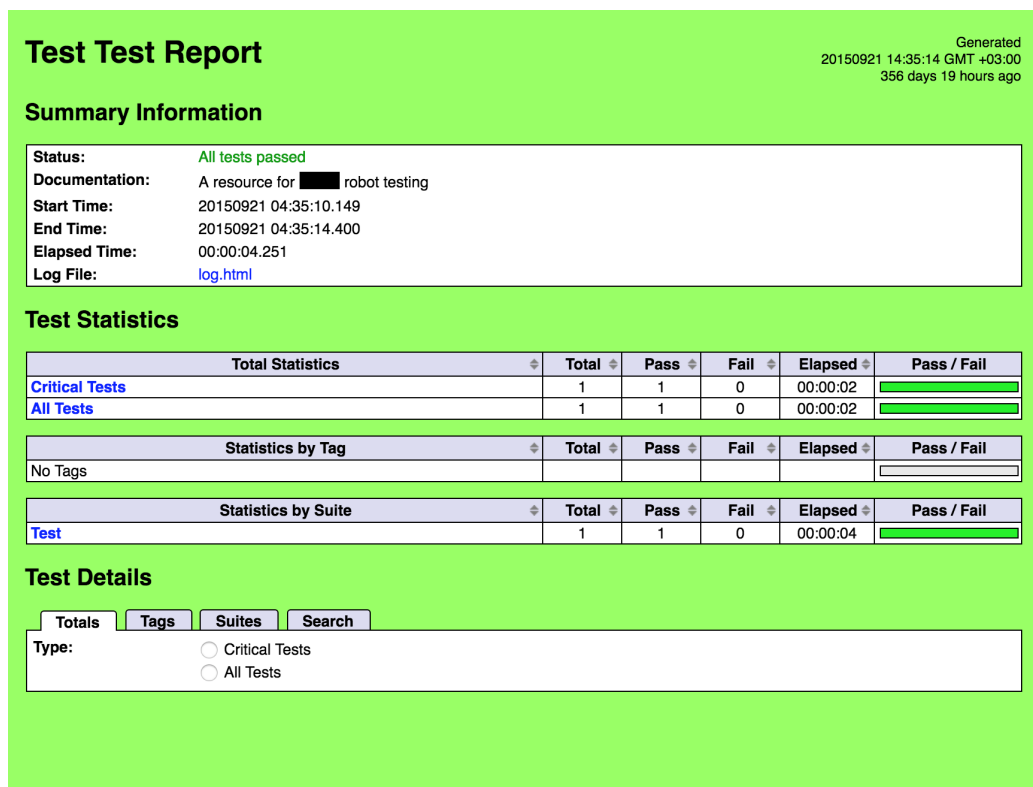 Test Test Report
Generated
20150921 14:35:14 GMT +03:00
356 days 19 hours ago
Summary Information
Status: All tests passed
Documentation: A resource for robot testing
Start Time: 20150921 04:35:10.149
End Time: 20150921 04:35:14.400
Elapsed Time: 00:00:04.251
Log File: log.html
Test Statistics
Total Statistics Total Pass Fail Elapsed Pass / Fail
Critical Tests 1 1 0 00:00:02
All Tests 1 1 0 00:00:02
Statistics by Tag Total Pass Fail Elapsed Pass / Fail
No Tags
Statistics by Suite Total Pass Fail Elapsed Pass / Fail
Test 1 1 0 00:00:04
Test Details
Totals Tags Suites Search
Type: Critical Tests
All Tests